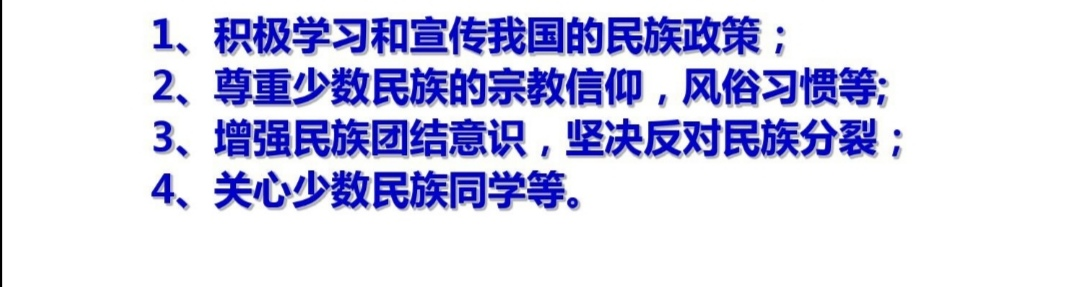 1、积极学习和宣传我国的民族政策；
2、尊重少数民族的宗教信仰，风俗习惯等;
3、增强民族团结意识，坚决反对民族分裂；
4、关心少数民族同学等。